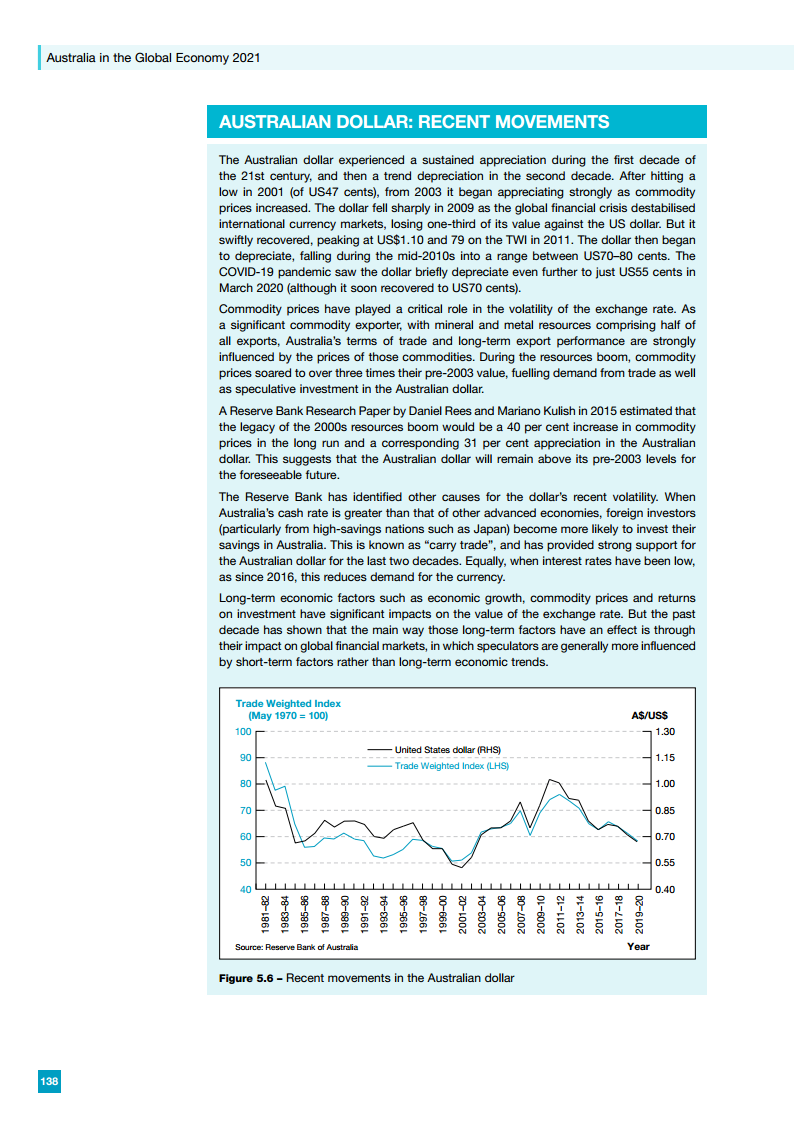 Australia in the Global Economy 2021
AUSTRALIAN DOLLAR: RECENT MOVEMENTS
The Australian dollar experienced a sustained appreciation during the first decade of
the 21st century, and then a trend depreciation in the second decade. After hitting a
low in 2001 (of US47 cents), from 2003 it began appreciating strongly as commodity
prices increased. The dollar fell sharply in 2009 as the global financial crisis destabilised
international currency markets, losing one-third of its value against the US dollar. But it
swiftly recovered, peaking at US$1.10 and 79 on the TWI in 2011. The dollar then began
to depreciate, falling during the mid-2010s into a range between US70–80 cents. The
COVID-19 pandemic saw the dollar briefly depreciate even further to just US55 cents in
March 2020 (although it soon recovered to US70 cents).
Commodity prices have played a critical role in the volatility of the exchange rate. As
a significant commodity exporter, with mineral and metal resources comprising half of
all exports, Australia's terms of trade and long-term export performance are strongly
influenced by the prices of those commodities. During the resources boom, commodity
prices soared to over three times their pre-2003 value, fuelling demand from trade as well
as speculative investment in the Australian dollar.
A Reserve Bank Research Paper by Daniel Rees and Mariano Kulish in 2015 estimated that
the legacy of the 2000s resources boom would be a 40 per cent increase in commodity
prices in the long run and a corresponding 31 per cent appreciation in the Australian
dollar. This suggests that the Australian dollar will remain above its pre-2003 levels for
the foreseeable future.
The Reserve Bank has identified other causes for the dollar's recent volatility. When
Australia's cash rate is greater than that of other advanced economies, foreign investors
(particularly from high-savings nations such as Japan) become more likely to invest their
savings in Australia. This is known as "carry trade", and has provided strong support for
the Australian dollar for the last two decades. Equally, when interest rates have been low,
as since 2016, this reduces demand for the currency.
Long-term economic factors such as economic growth, commodity prices and returns
on investment have significant impacts on the value of the exchange rate. But the past
decade has shown that the main way those long-term factors have an effect is through
their impact on global financial markets, in which speculators are generally more influenced
by short-term factors rather than long-term economic trends.
Trade Weighted Index
(May 1970 = 100)
A$/US$
100
90
80
70
60
50
40
United States dollar (RHS)
Trade Weighted Index (LHS)
1.30
1.15
1.00
0.85
0.70
0.55
0.40
1981–82
1983–84
1985–86
1987–88
1989–90
1991–92
1993–94
1995–96
1997–98
1999–00
2001–02
2003–04
2005–06
2007–08
2009–10
2011–12
2013–14
2015–16
2017–18
2019–20
Source: Reserve Bank of Australia
Year
Figure 5.6 – Recent movements in the Australian dollar
138